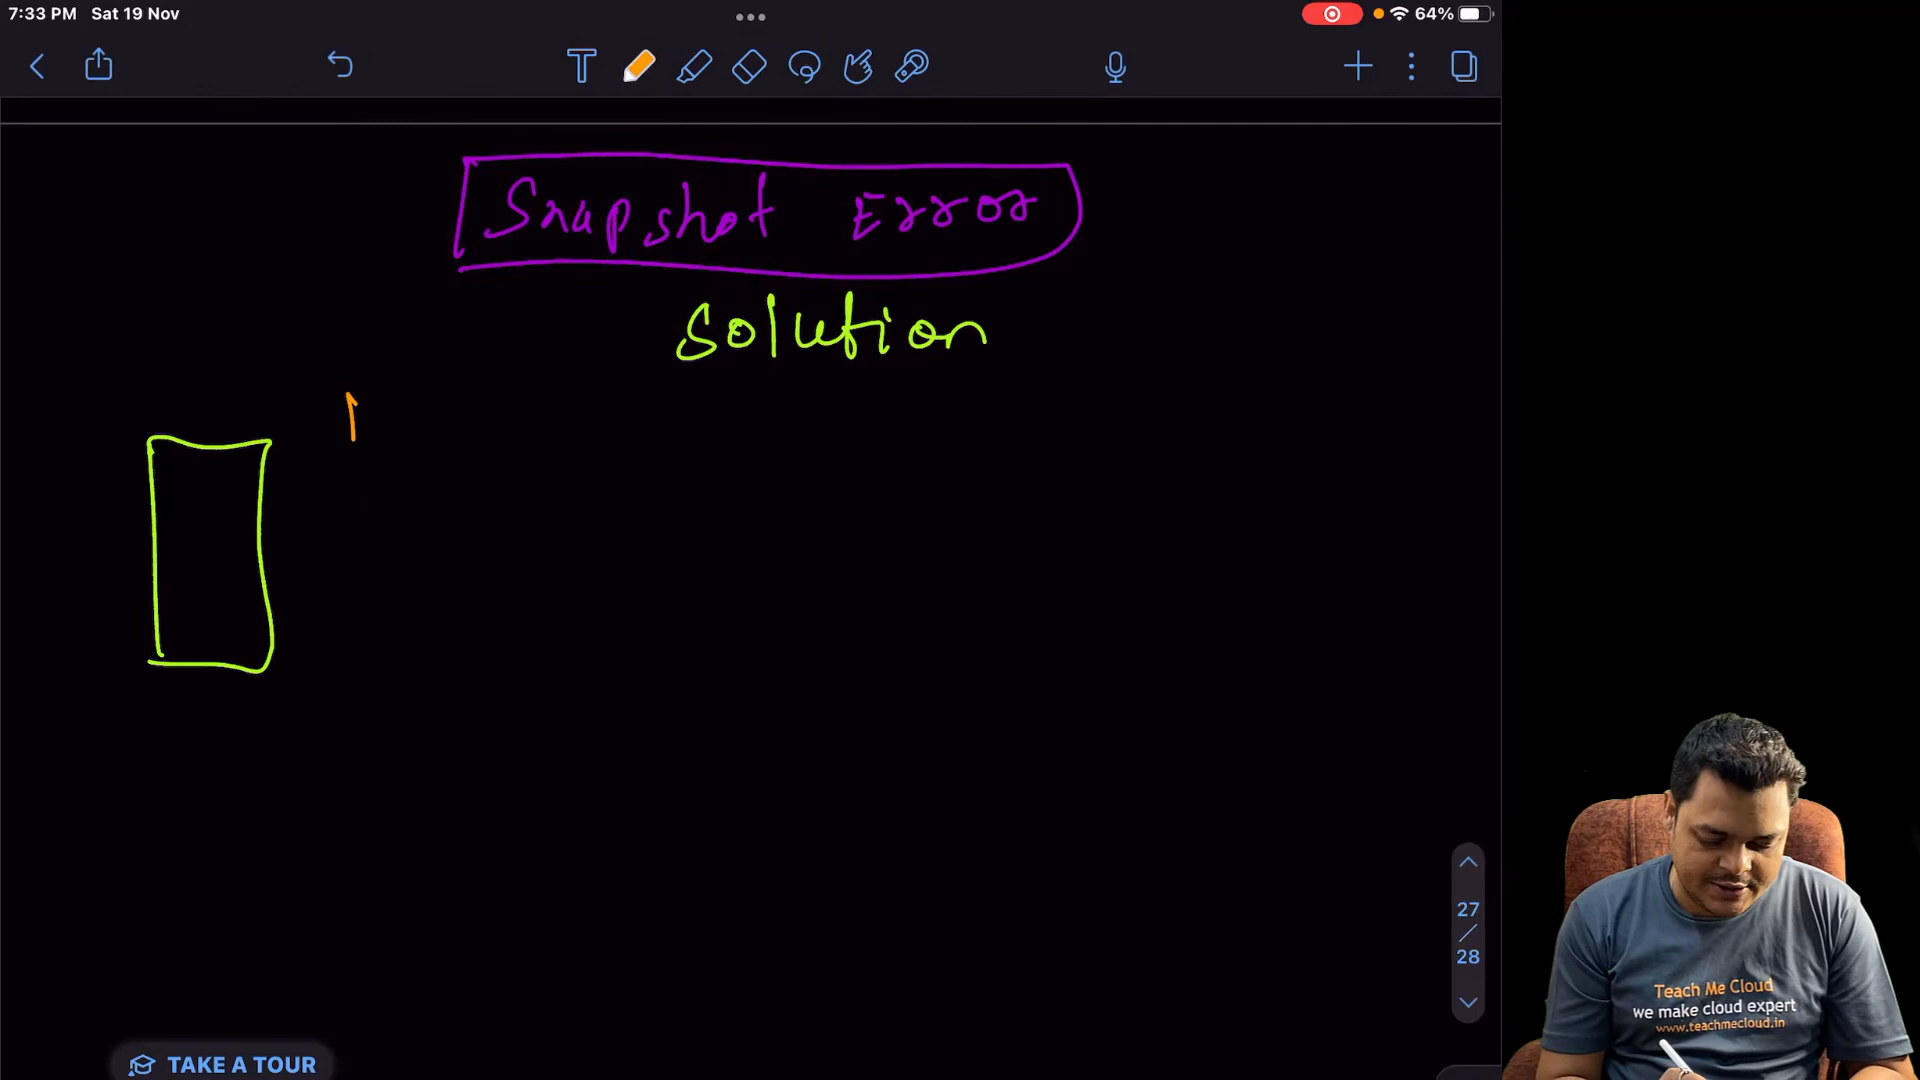 7:33 PM Sat 19 Nov
64%
T
Snapshot Error
Solution
27
/
28
TAKE A TOUR
Teach Me Cloud
we make cloud expert
www.teachmecloud.in